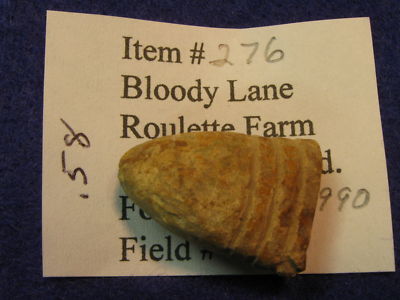 Item # 276
Bloody Lane
Roulette Farm
d.
990
Field #
.58